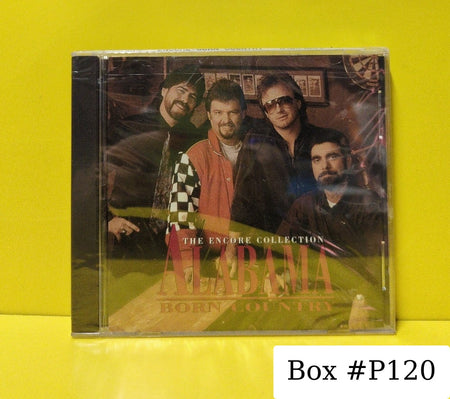 THE ENCORE COLLECTION
ALABAMA
BORN COUNTRY
Box #P120